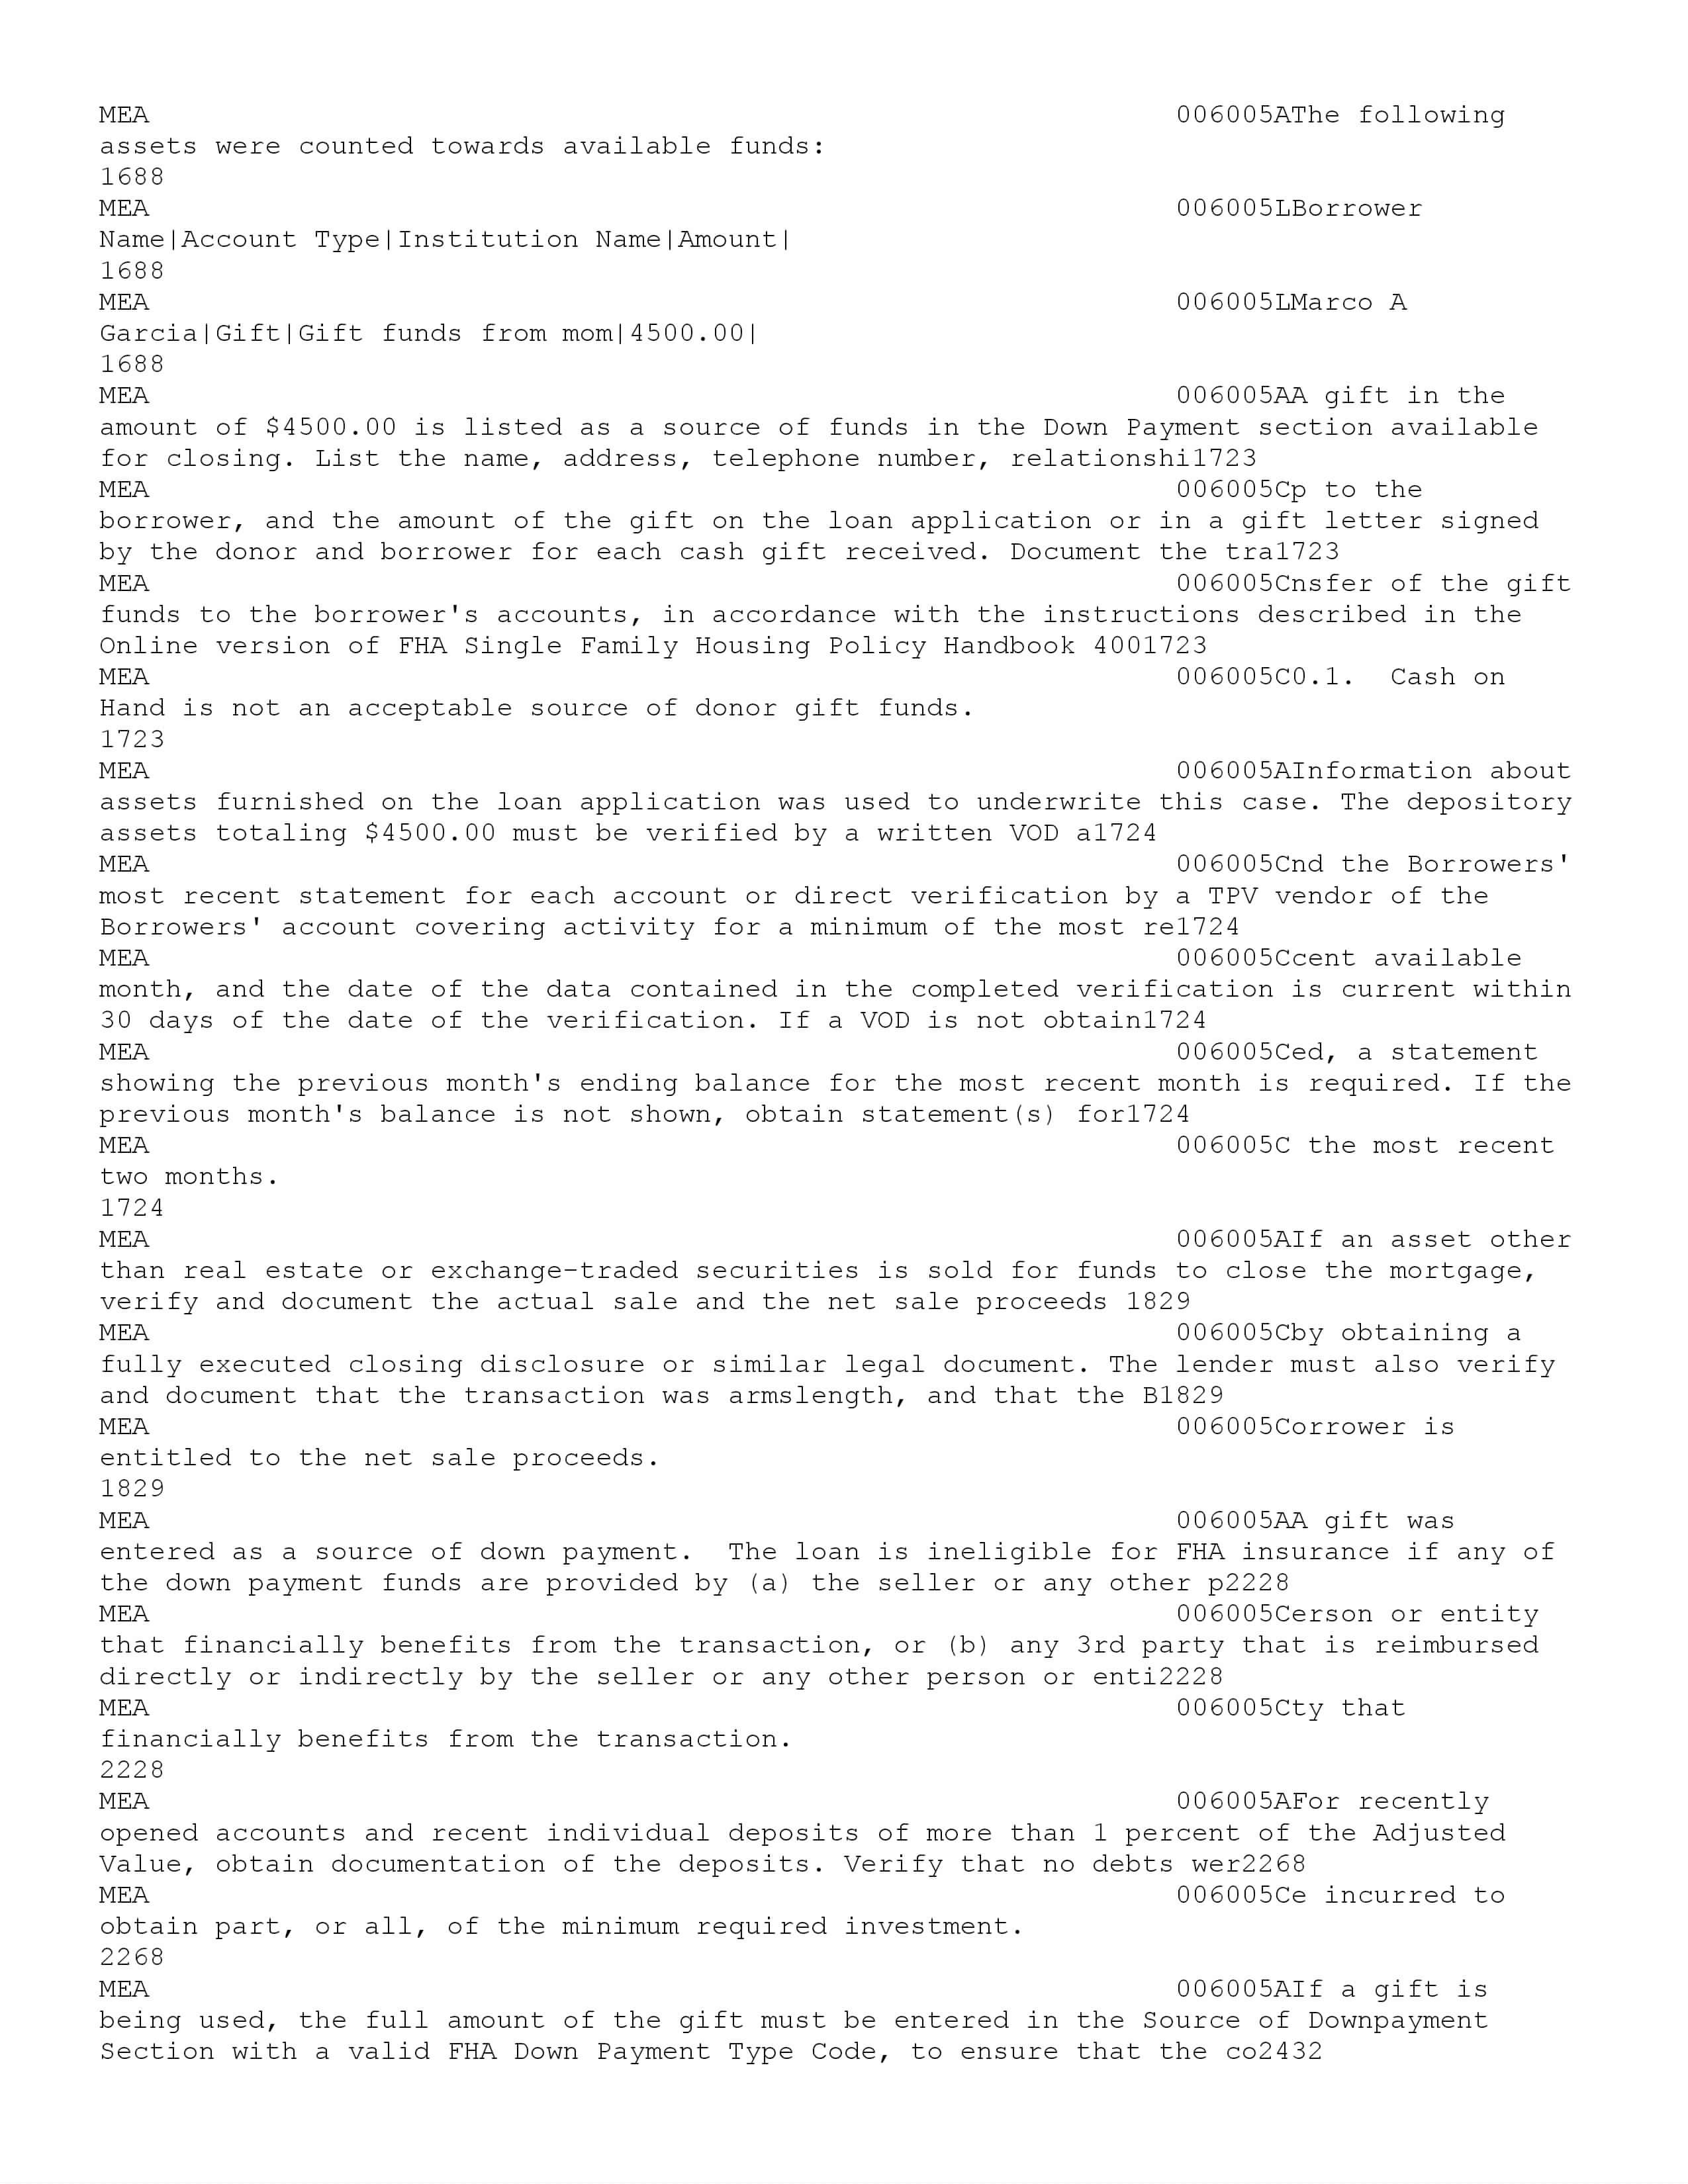 MEA 006005AThe following
assets were counted towards available funds:
1688
MEA 006005LBorrower
Name|Account Type|Institution Name|Amount|
1688
MEA 006005LMarco A
Garcia|Gift|Gift funds from mom|4500.00|
1688
MEA 006005AA gift in the
amount of $4500.00 is listed as a source of funds in the Down Payment section available
for closing. List the name, address, telephone number, relationshi1723
MEA 006005Cp to the
borrower, and the amount of the gift on the loan application or in a gift letter signed
by the donor and borrower for each cash gift received. Document the tra1723
MEA 006005Cnsfer of the gift
funds to the borrower's accounts, in accordance with the instructions described in the
Online version of FHA Single Family Housing Policy Handbook 4001723
MEA 006005C0.1.  Cash on
Hand is not an acceptable source of donor gift funds.
1723
MEA 006005AInformation about
assets furnished on the loan application was used to underwrite this case. The depository
assets totaling $4500.00 must be verified by a written VOD a1724
MEA 006005Cnd the Borrowers'
most recent statement for each account or direct verification by a TPV vendor of the
Borrowers' account covering activity for a minimum of the most re1724
MEA 006005Ccent available
month, and the date of the data contained in the completed verification is current within
30 days of the date of the verification. If a VOD is not obtain1724
MEA 006005Ced, a statement
showing the previous month's ending balance for the most recent month is required. If the
previous month's balance is not shown, obtain statement(s) for1724
MEA 006005C the most recent
two months.
1724
MEA 006005AIf an asset other
than real estate or exchange-traded securities is sold for funds to close the mortgage,
verify and document the actual sale and the net sale proceeds 1829
MEA 006005Cby obtaining a
fully executed closing disclosure or similar legal document. The lender must also verify
and document that the transaction was armslength, and that the B1829
MEA 006005Corrower is
entitled to the net sale proceeds.
1829
MEA 006005AA gift was
entered as a source of down payment.  The loan is ineligible for FHA insurance if any of
the down payment funds are provided by (a) the seller or any other p2228
MEA 006005Cerson or entity
that financially benefits from the transaction, or (b) any 3rd party that is reimbursed
directly or indirectly by the seller or any other person or enti2228
MEA 006005Cty that
financially benefits from the transaction.
2228
MEA 006005AFor recently
opened accounts and recent individual deposits of more than 1 percent of the Adjusted
Value, obtain documentation of the deposits. Verify that no debts wer2268
MEA 006005Ce incurred to
obtain part, or all, of the minimum required investment.
2268
MEA 006005AIf a gift is
being used, the full amount of the gift must be entered in the Source of Downpayment
Section with a valid FHA Down Payment Type Code, to ensure that the co2432